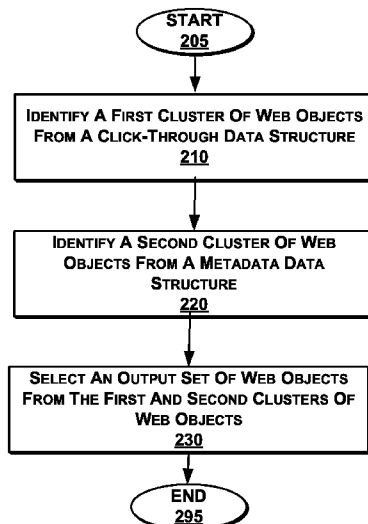 START
205
IDENTIFY A FIRST CLUSTER OF WEB OBJECTS
FROM A CLICK-THROUGH DATA STRUCTURE
210
IDENTIFY A SECOND CLUSTER OF WEB
OBJECTS FROM A METADATA DATA
STRUCTURE
220
SELECT AN OUTPUT SET OF WEB OBJECTS
FROM THE FIRST AND SECOND CLUSTERS OF
WEB OBJECTS
230
END
295